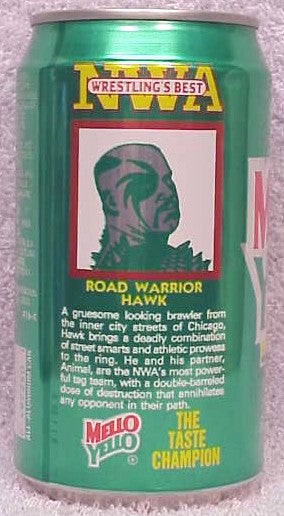 NWA
WRESTLING'S BEST
ROAD WARRIOR
HAWK
A gruesome looking brawler from
the inner city streets of Chicago,
Hawk brings a deadly combination
of street smarts and athletic prowess
to the ring. He and his partner,
Animal, are the NWA's most power-
ful tag team, with a double-barreled
dose of destruction that annihilates
any opponent in their path.
MELLO
YELLO
®
THE
TASTE
CHAMPION
ALL ALUMINUM CAN
M
Y